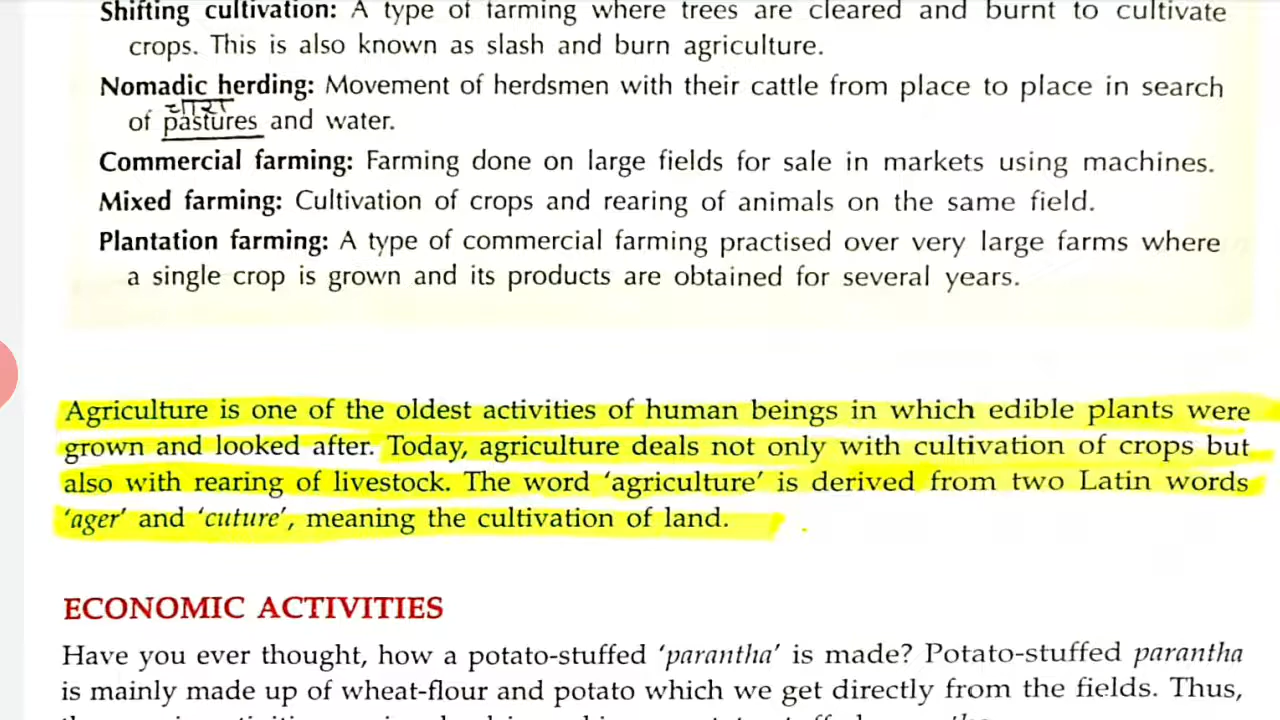 Shifting cultivation: A type of farming where trees are cleared and burnt to cultivate
crops. This is also known as slash and burn agriculture.
Nomadic herding: Movement of herdsmen with their cattle from place to place in search
चारा
of pastures and water.
Commercial farming: Farming done on large fields for sale in markets using machines.
Mixed farming: Cultivation of crops and rearing of animals on the same field.
Plantation farming: A type of commercial farming practised over very large farms where
a single crop is grown and its products are obtained for several years.
Agriculture is one of the oldest activities of human beings in which edible plants were
grown and looked after. Today, agriculture deals not only with cultivation of crops but
also with rearing of livestock. The word ‘agriculture’ is derived from two Latin words
‘ager’ and ‘cuture’, meaning the cultivation of land.
ECONOMIC ACTIVITIES
Have you ever thought, how a potato-stuffed ‘parantha’ is made? Potato-stuffed parantha
is mainly made up of wheat-flour and potato which we get directly from the fields. Thus,